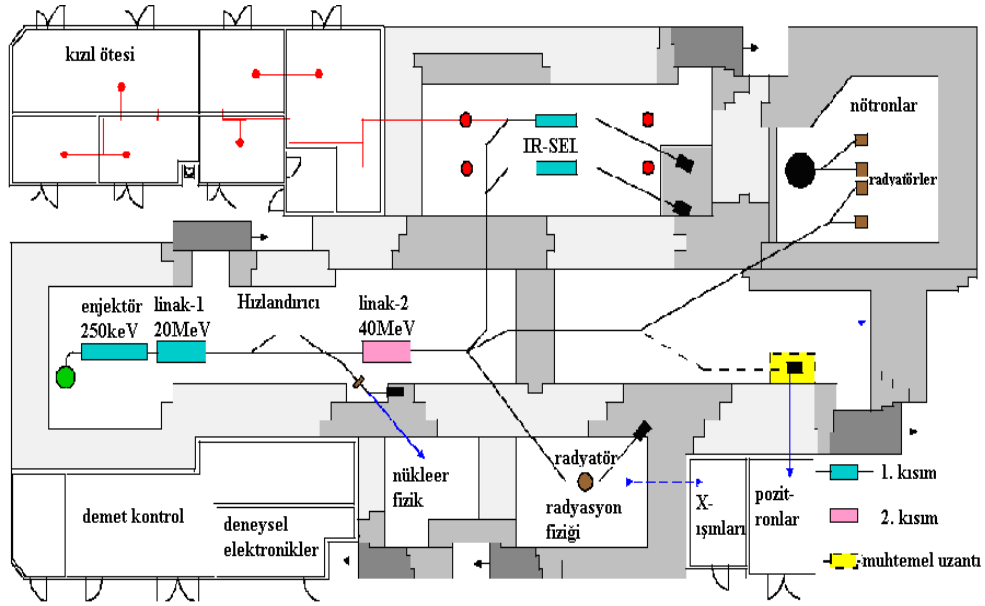 kızıl ötesi
IR-SEL
nötronlar
radyatörler
Hızlandırıcı
enjektör
250keV
linak-1
20MeV
linak-2
40MeV
nükleer
fizik
radyatör
radyasyon
fiziği
demet kontrol
deneysel
elektronikler
X-
ışınları
pozit-
ronlar
1. kısım
2. kısım
muhtemel uzantı